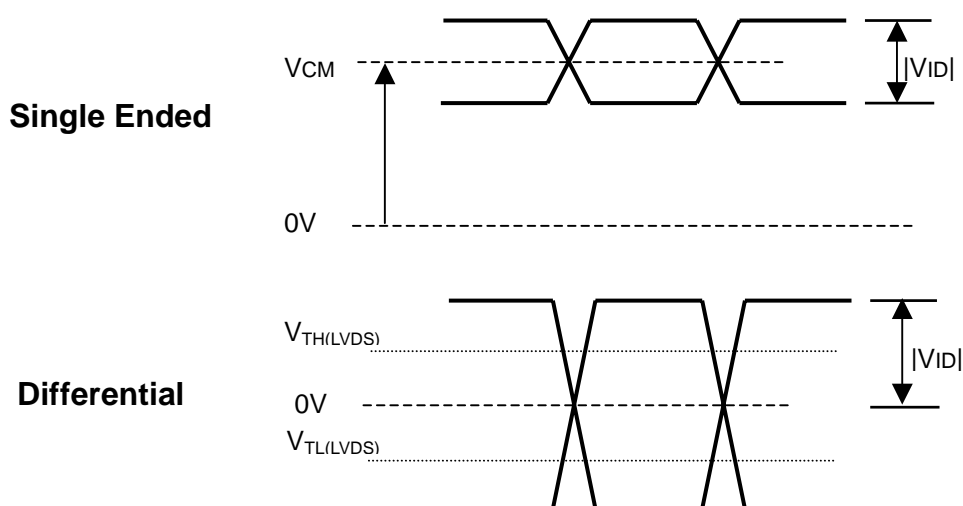 VCM
|VID|
Single Ended
0V
VTH(LVDS)
|VID|
Differential
0V
VTL(LVDS)